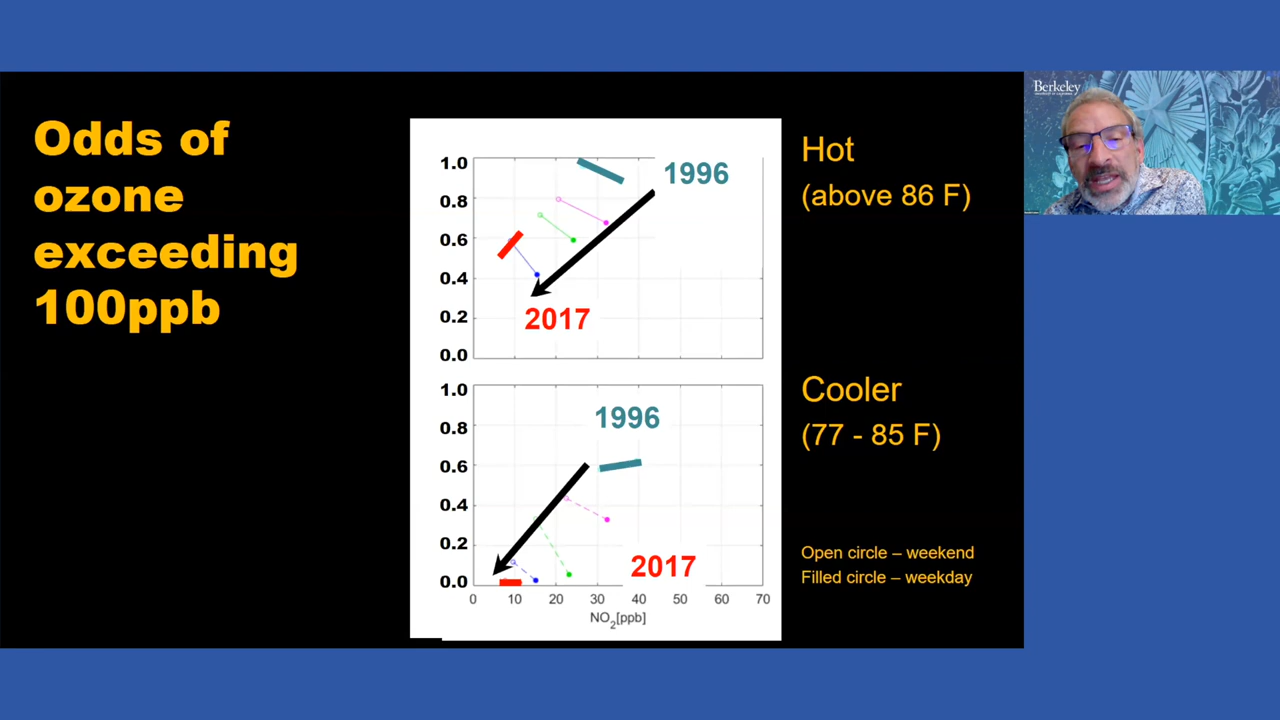 Odds of
ozone
exceeding
100ppb
1.0
0.8
0.6
0.4
0.2
0.0
1996
2017
1.0
0.8
0.6
0.4
0.2
0.0
1996
2017
0 10 20 30 40 50 60 70
NO2[ppb]
Hot
(above 86 F)
Cooler
(77 - 85 F)
Open circle – weekend
Filled circle – weekday
Berkeley